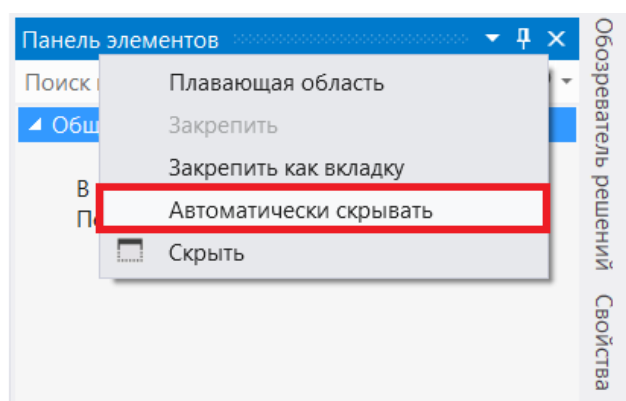 Панель элементов
Поиск
Плавающая область
Общ
Закрепить
Закрепить как вкладку
В
Автоматически скрывать
Скрыть
Обозреватель решений
Свойства